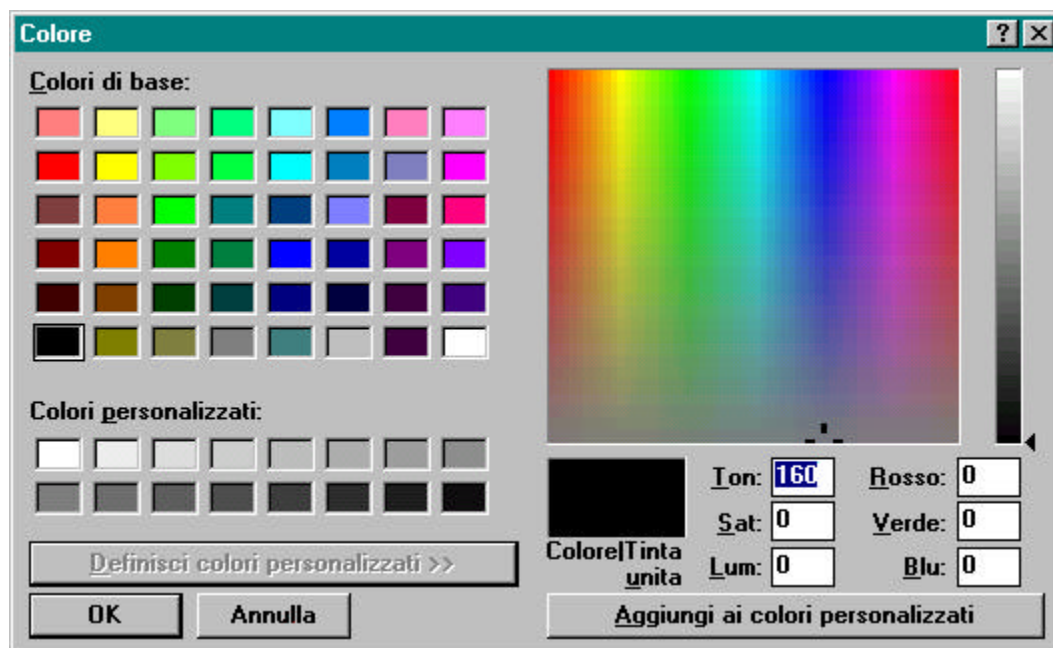 Colore
Colori di base:
Colori personalizzati:
Definisci colori personalizzati >>
OK
Annulla
Colore|Tinta
unita
Ton: 160
Sat: 0
Lum: 0
Rosso: 0
Verde: 0
Blu: 0
Aggiungi ai colori personalizzati